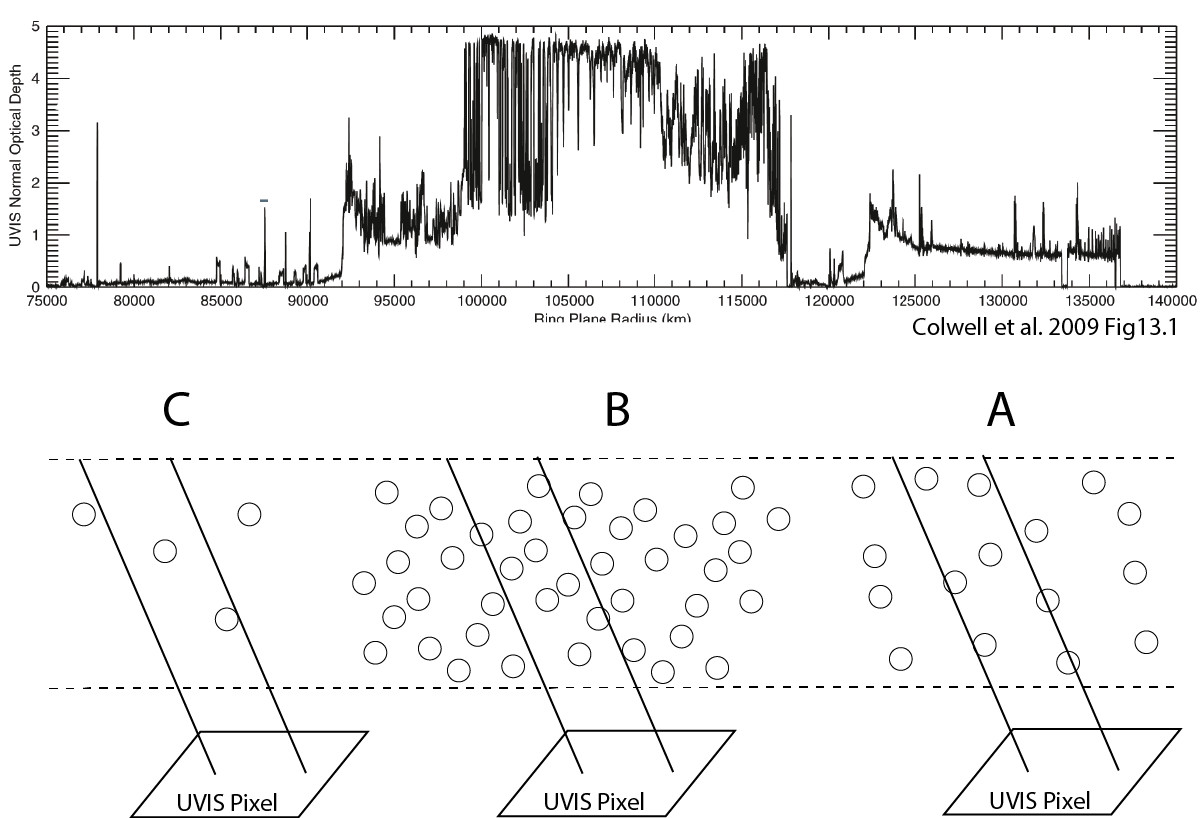 5
4
3
2
1
0
UVIS Normal Optical Depth
75000 80000 85000 90000 95000 100000 105000 110000 115000 120000 125000 130000 135000 140000
Ring Plane Radius (km)
Colwell et al. 2009 Fig13.1
C B A
UVIS Pixel UVIS Pixel UVIS Pixel